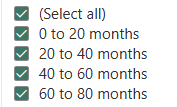 (Select all)
0 to 20 months
20 to 40 months
40 to 60 months
60 to 80 months